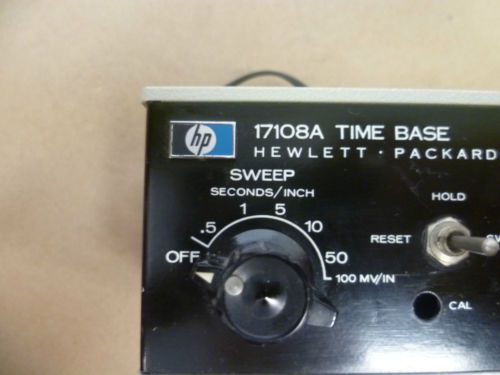 hp
17108A TIME BASE
HEWLETT · PACKARD
SWEEP
SECONDS/INCH
HOLD
1 5
.5 10
RESET
OFF 50
100 MV/IN
CAL